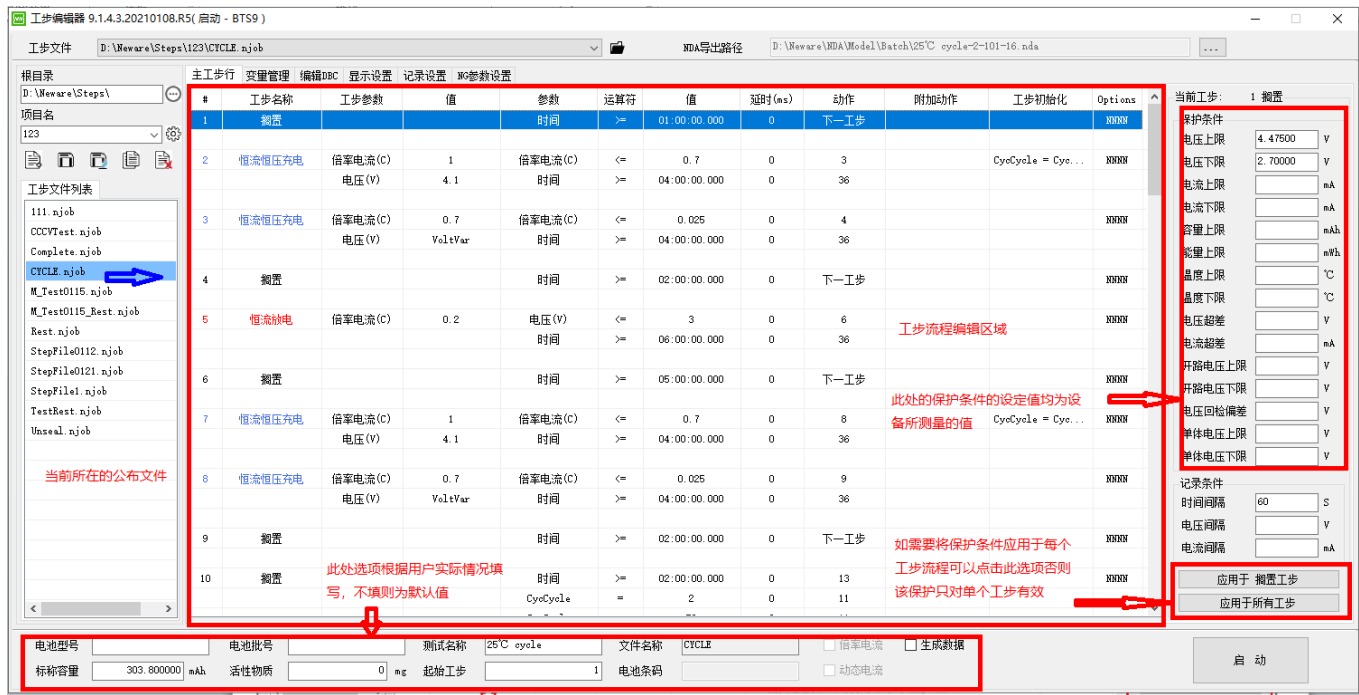 工步编辑器 9.1.4.3.20210108.R5( 启动 - BTS9 )
工步文件 D:\Neware\Steps\123\CYCLE.njob NDA导出路径 D:\Neware\NDA\Model\Batch\25℃ cycle-2-101-16.nda ...
根目录
D:\Neware\Steps\
项目名
123
工步文件列表
111.njob
CCCVTest.njob
Complete.njob
CYCLE.njob
M_Test0115.njob
M_Test0115_Rest.njob
Rest.njob
StepFile0112.njob
StepFile0121.njob
StepFile1.njob
TestRest.njob
Unseal.njob
当前所在的公布文件
主工步行 变量管理 编辑DBC 显示设置 记录设置 NG参数设置
# 工步名称 工步参数 值 参数 运算符 值 延时(ms) 动作 附加动作 工步初始化 Options
1 搁置 时间 >= 01:00:00.000 0 下一工步 NNNN
2 恒流恒压充电 倍率电流(C) 1 倍率电流(C) <= 0.7 0 3 CycCycle = Cyc... NNNN
电压(V) 4.1 时间 >= 04:00:00.000 0 36
3 恒流恒压充电 倍率电流(C) 0.7 倍率电流(C) <= 0.025 0 4 NNNN
电压(V) VoltVar 时间 >= 04:00:00.000 0 36
4 搁置 时间 >= 02:00:00.000 0 下一工步 NNNN
5 恒流放电 倍率电流(C) 0.2 电压(V) <= 3 0 6 NNNN
时间 >= 06:00:00.000 0 36
工步流程编辑区域
6 搁置 时间 >= 05:00:00.000 0 下一工步 NNNN
此处的保护条件的设定值均为设
备所测量的值
7 恒流恒压充电 倍率电流(C) 1 倍率电流(C) <= 0.7 0 8 CycCycle = Cyc... NNNN
电压(V) 4.1 时间 >= 04:00:00.000 0 36
8 恒流恒压充电 倍率电流(C) 0.7 倍率电流(C) <= 0.025 0 9 NNNN
电压(V) VoltVar 时间 >= 04:00:00.000 0 36
9 搁置 时间 >= 02:00:00.000 0 下一工步 NNNN
如需要将保护条件应用于每个
工步流程可以点击此选项否则
该保护只对单个工步有效
10 搁置 时间 >= 02:00:00.000 0 13 NNNN
CycCycle = 2 0 11
此处选项根据用户实际情况填
写，不填则为默认值
当前工步: 1 搁置
保护条件
电压上限 4.47500 V
电压下限 2.70000 V
电流上限 mA
电流下限 mA
容量上限 mAh
能量上限 mWh
温度上限 ℃
温度下限 ℃
电压超差 V
电流超差 mA
开路电压上限 V
开路电压下限 V
电压回检偏差 V
单体电压上限 V
单体电压下限 V
记录条件
时间间隔 60 S
电压间隔 V
电流间隔 mA
应用于 搁置工步
应用于所有工步
电池型号 电池批号 测试名称 25℃ cycle 文件名称 CYCLE 倍率电流 生成数据
标称容量 303.800000 mAh 活性物质 0 mg 起始工步 1 电池条码 动态电流
启 动